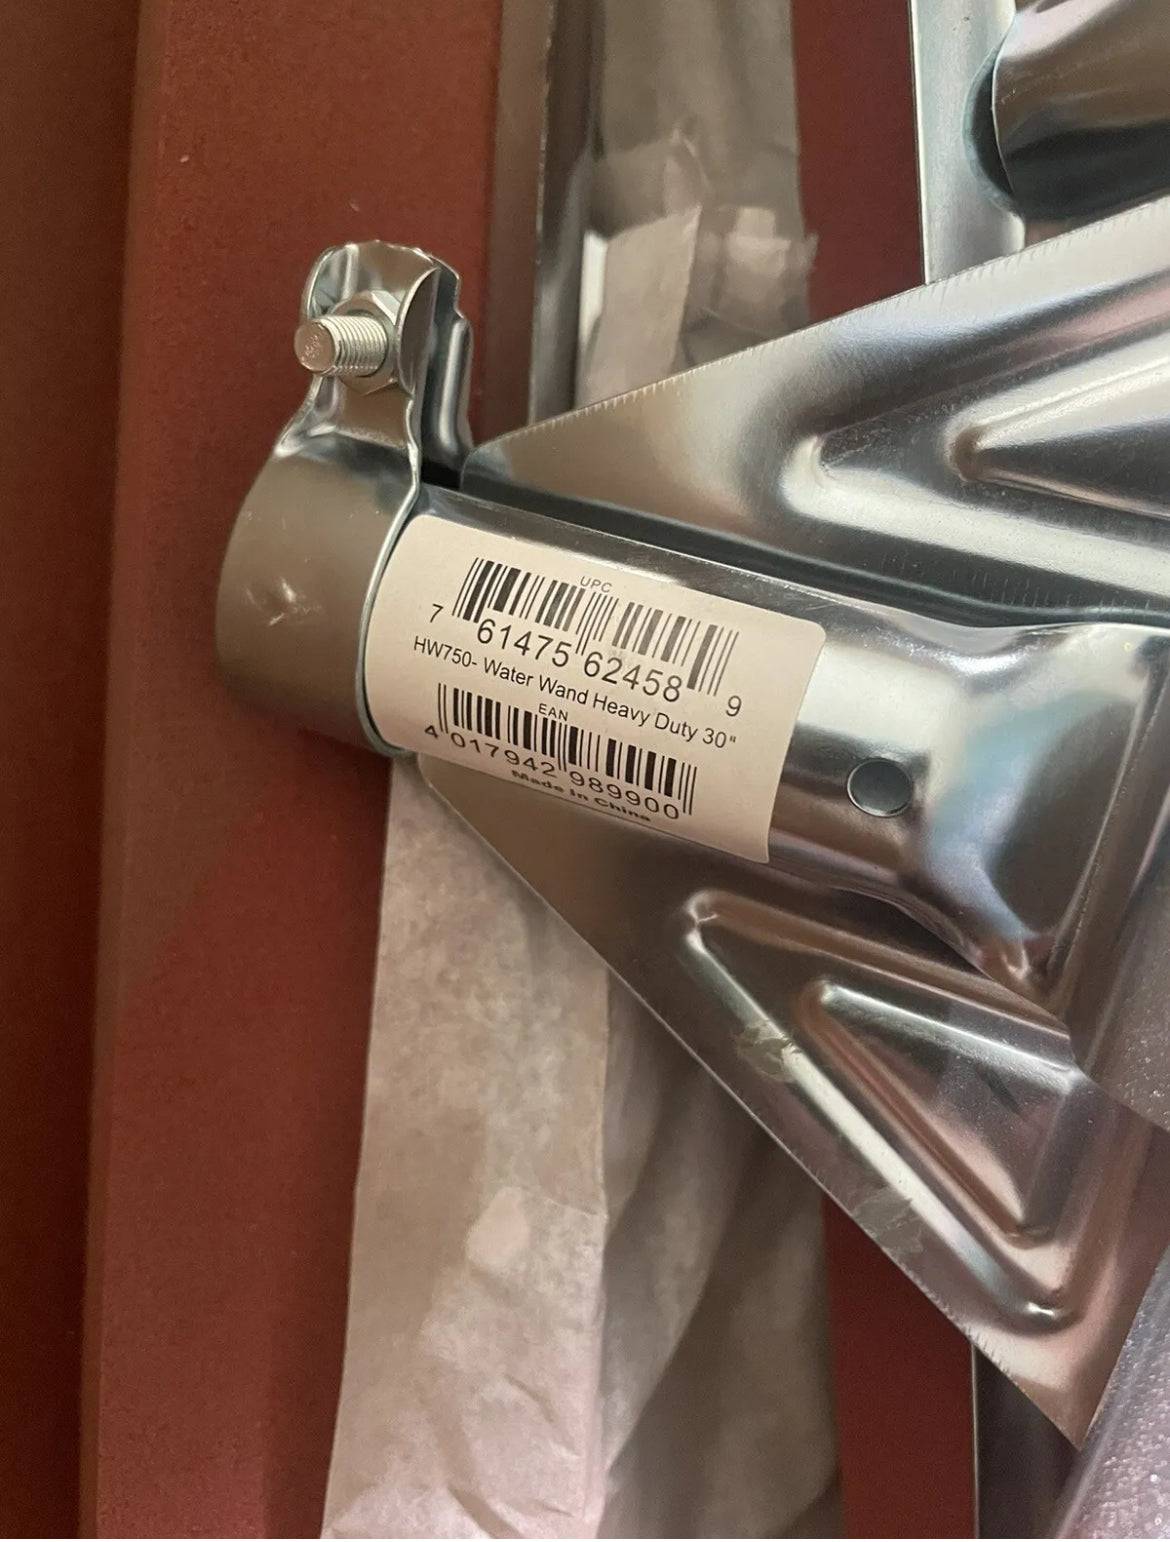 UPC
7 61475 62458 9
HW750- Water Wand Heavy Duty 30"
EAN
4 017942 989900
Made in China